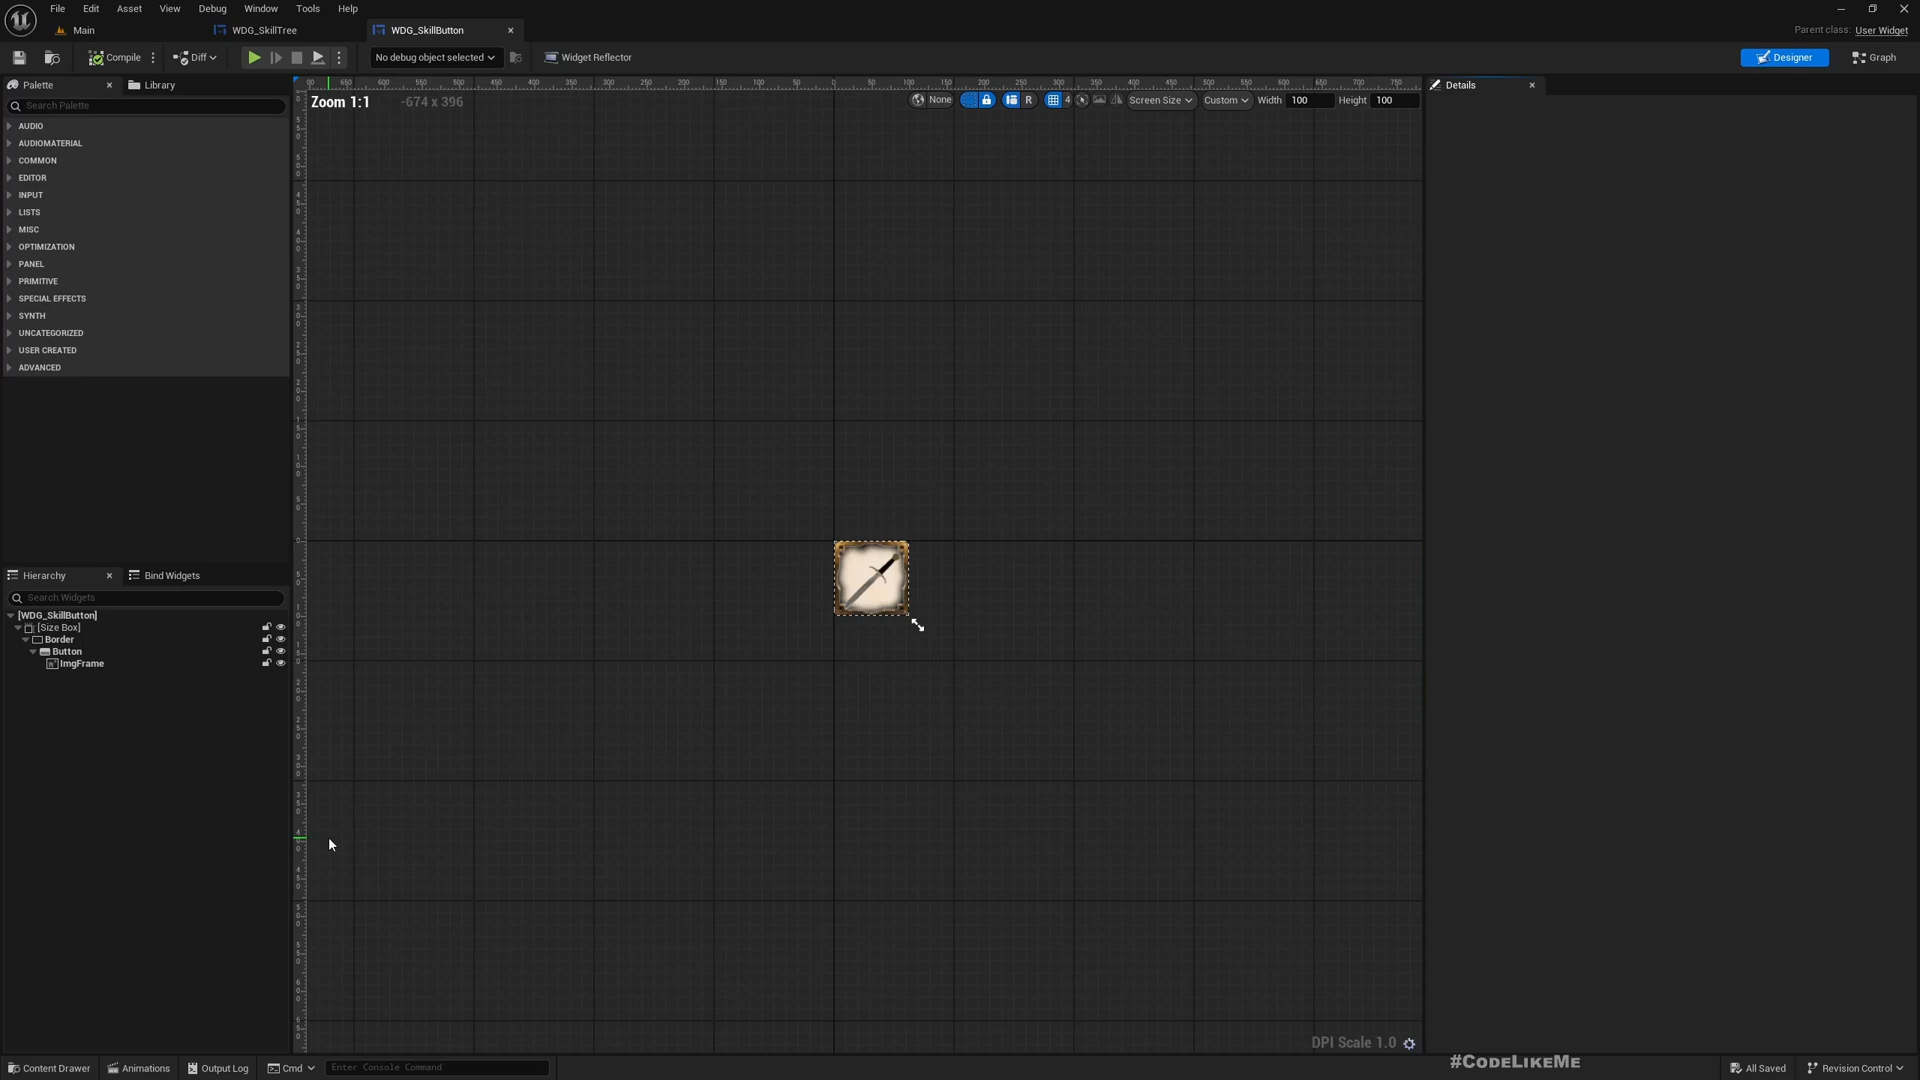 File Edit Asset View Debug Window Tools Help
Main WDG_SkillTree WDG_SkillButton Parent class: User Widget
Compile Diff No debug object selected Widget Reflector Designer Graph
Palette Library Details
Search Palette
Zoom 1:1 -674 x 396 None R 4 Screen Size Custom Width 100 Height 100
AUDIO
AUDIOMATERIAL
COMMON
EDITOR
INPUT
LISTS
MISC
OPTIMIZATION
PANEL
PRIMITIVE
SPECIAL EFFECTS
SYNTH
UNCATEGORIZED
USER CREATED
ADVANCED
Hierarchy Bind Widgets
Search Widgets
[WDG_SkillButton]
[Size Box]
Border
Button
ImgFrame
DPI Scale 1.0
#CodeLikeMe
Content Drawer Animations Output Log Cmd Enter Console Command All Saved Revision Control